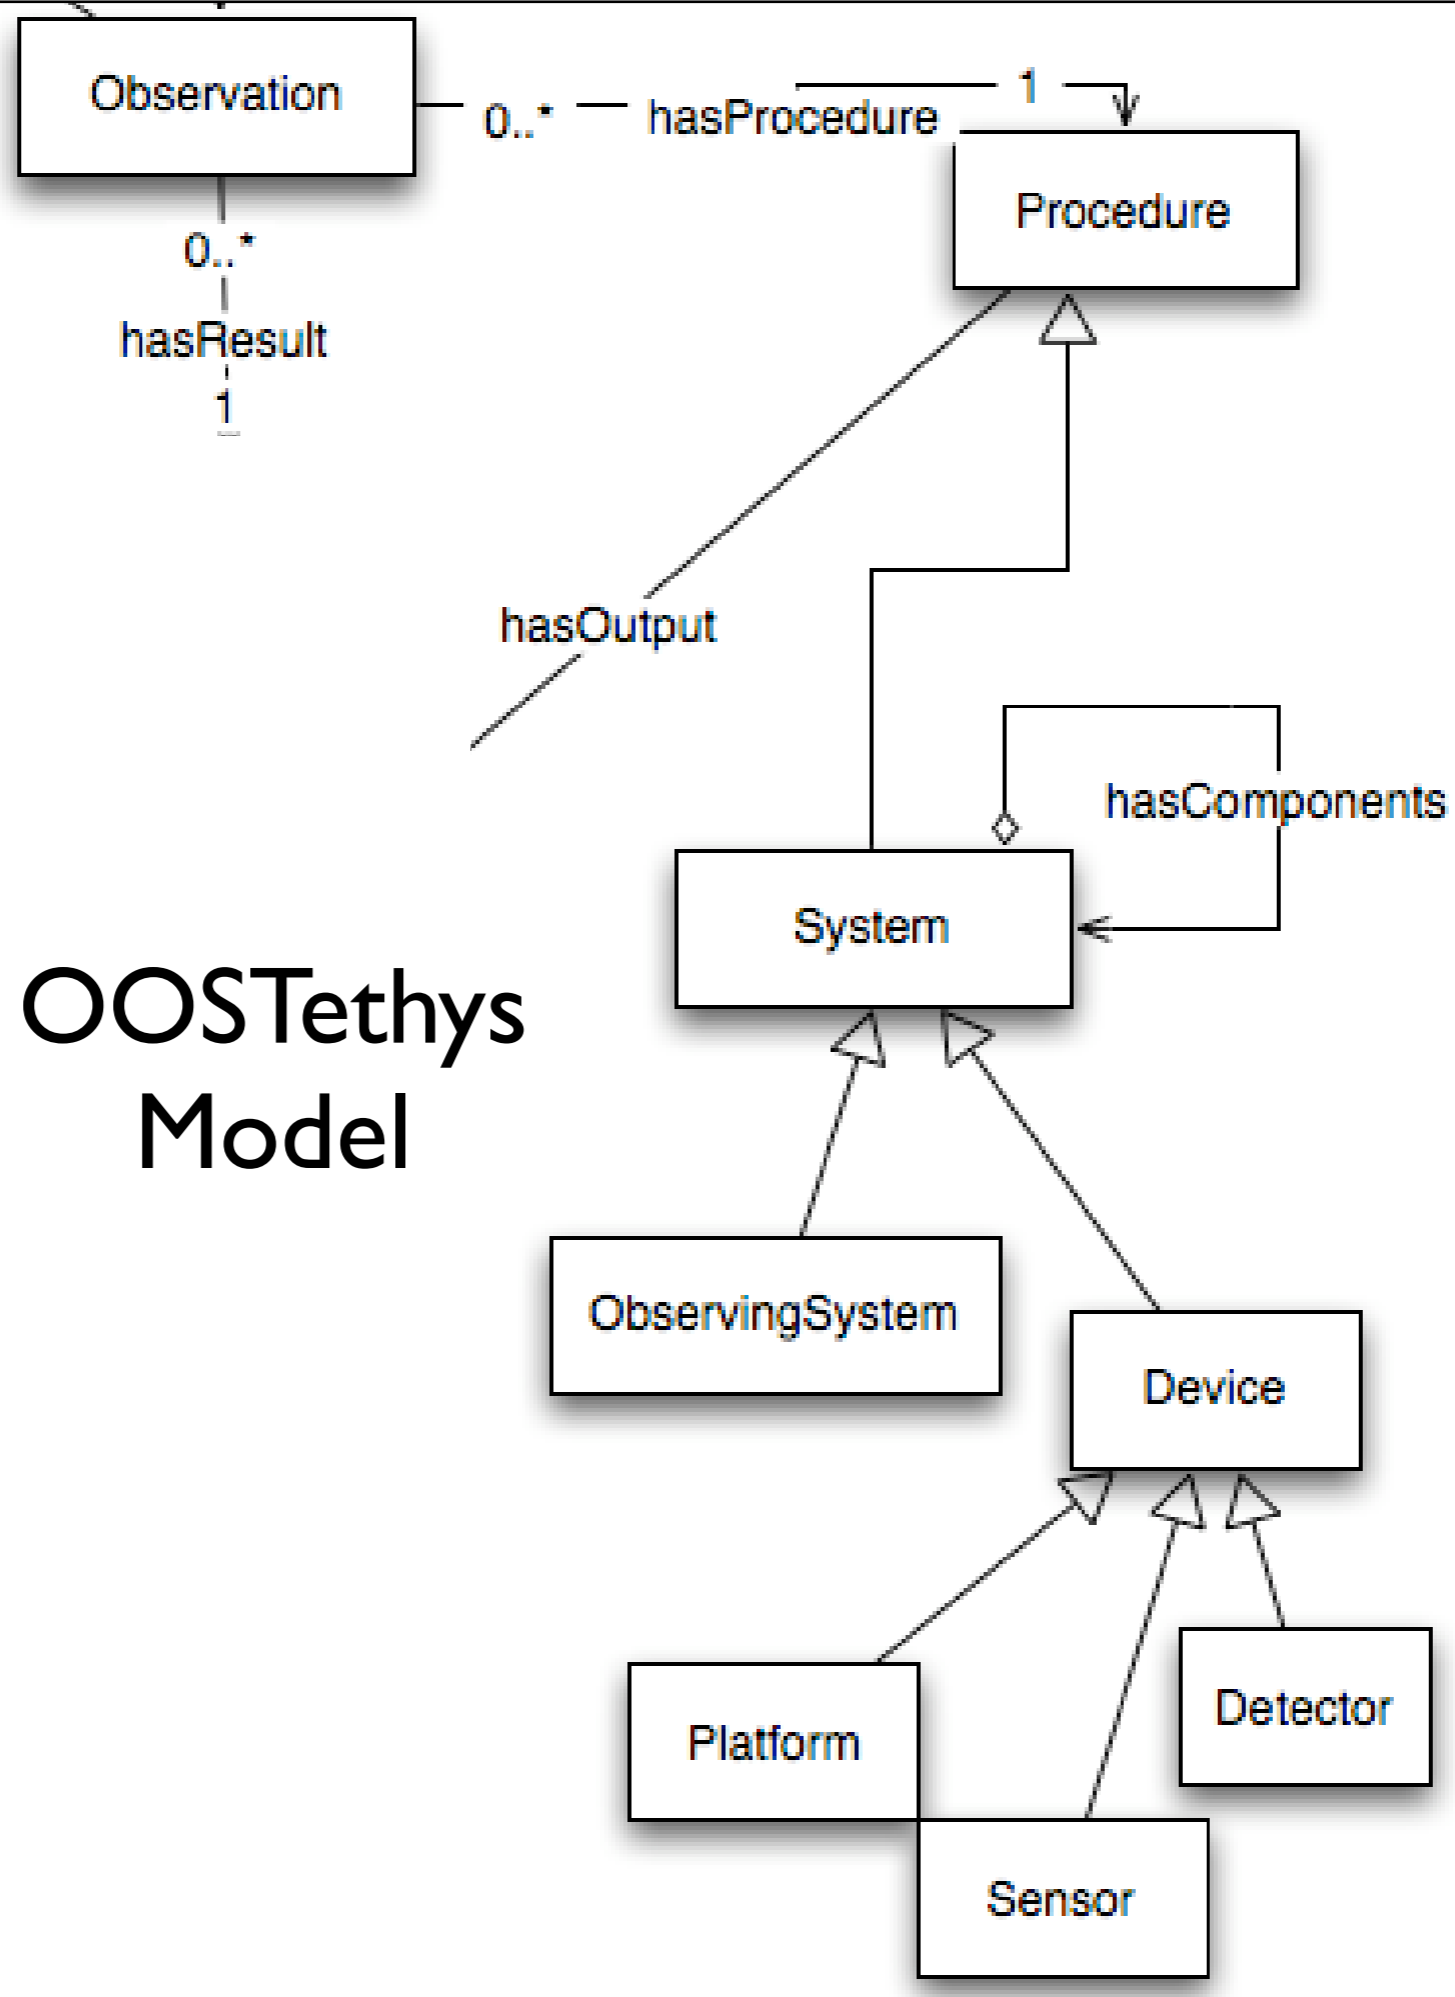 Observation
0..*
hasProcedure
1
Procedure
0..*
hasResult
1
hasOutput
hasComponents
System
OOSTethys
Model
ObservingSystem
Device
Platform
Detector
Sensor